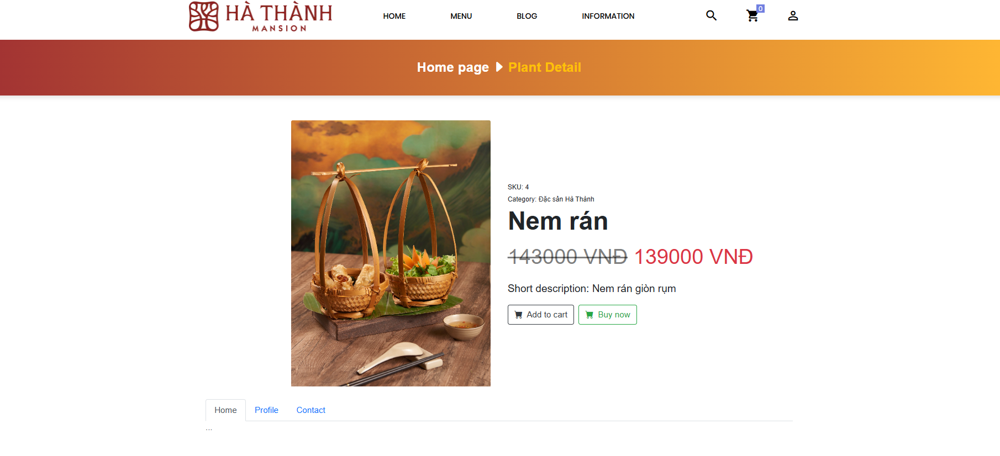 HÀ THÀNH
MANSION
HOME MENU BLOG INFORMATION
0
Home page Plant Detail
SKU: 4
Category: Đặc sản Hà Thành
Nem rán
143000 VNĐ 139000 VNĐ
Short description: Nem rán giòn rụm
Add to cart Buy now
Home Profile Contact
...